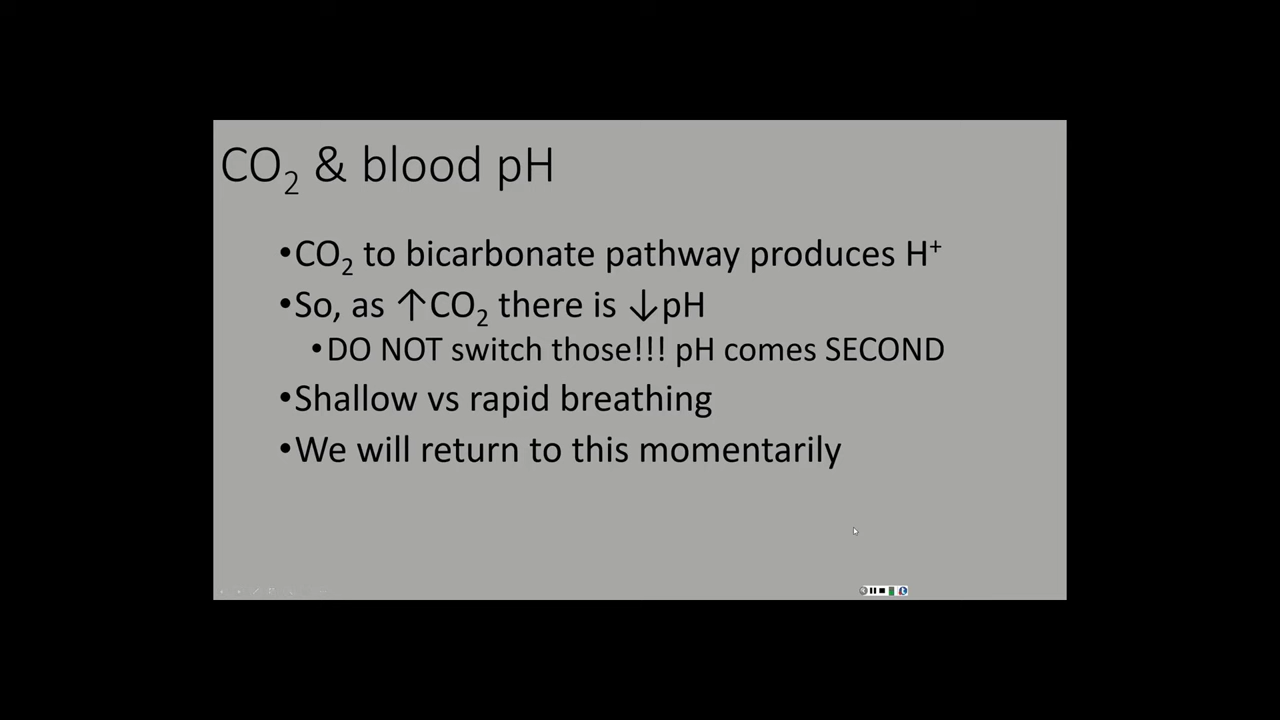 CO₂ & blood pH
•CO₂ to bicarbonate pathway produces H⁺
•So, as ↑CO₂ there is ↓pH
•DO NOT switch those!!! pH comes SECOND
•Shallow vs rapid breathing
•We will return to this momentarily